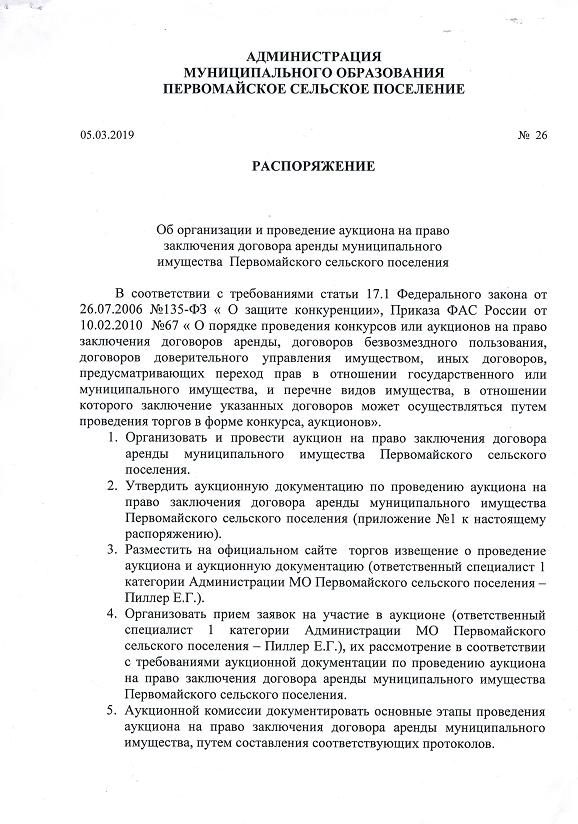 АДМИНИСТРАЦИЯ
МУНИЦИПАЛЬНОГО ОБРАЗОВАНИЯ
ПЕРВОМАЙСКОЕ СЕЛЬСКОЕ ПОСЕЛЕНИЕ
05.03.2019 № 26
РАСПОРЯЖЕНИЕ
Об организации и проведение аукциона на право
заключения договора аренды муниципального
имущества Первомайского сельского поселения
В соответствии с требованиями статьи 17.1 Федерального закона от
26.07.2006 №135-ФЗ « О защите конкуренции», Приказа ФАС России от
10.02.2010 №67 « О порядке проведения конкурсов или аукционов на право
заключения договоров аренды, договоров безвозмездного пользования,
договоров доверительного управления имуществом, иных договоров,
предусматривающих переход прав в отношении государственного или
муниципального имущества, и перечне видов имущества, в отношении
которого заключение указанных договоров может осуществляться путем
проведения торгов в форме конкурса, аукционов».
1. Организовать и провести аукцион на право заключения договора
аренды муниципального имущества Первомайского сельского
поселения.
2. Утвердить аукционную документацию по проведению аукциона на
право заключения договора аренды муниципального имущества
Первомайского сельского поселения (приложение №1 к настоящему
распоряжению).
3. Разместить на официальном сайте торгов извещение о проведение
аукциона и аукционную документацию (ответственный специалист 1
категории Администрации МО Первомайского сельского поселения –
Пиллер Е.Г.).
4. Организовать прием заявок на участие в аукционе (ответственный
специалист 1 категории Администрации МО Первомайского
сельского поселения – Пиллер Е.Г.), их рассмотрение в соответствии
с требованиями аукционной документации по проведению аукциона
на право заключения договора аренды муниципального имущества
Первомайского сельского поселения.
5. Аукционной комиссии документировать основные этапы проведения
аукциона на право заключения договора аренды муниципального
имущества, путем составления соответствующих протоколов.